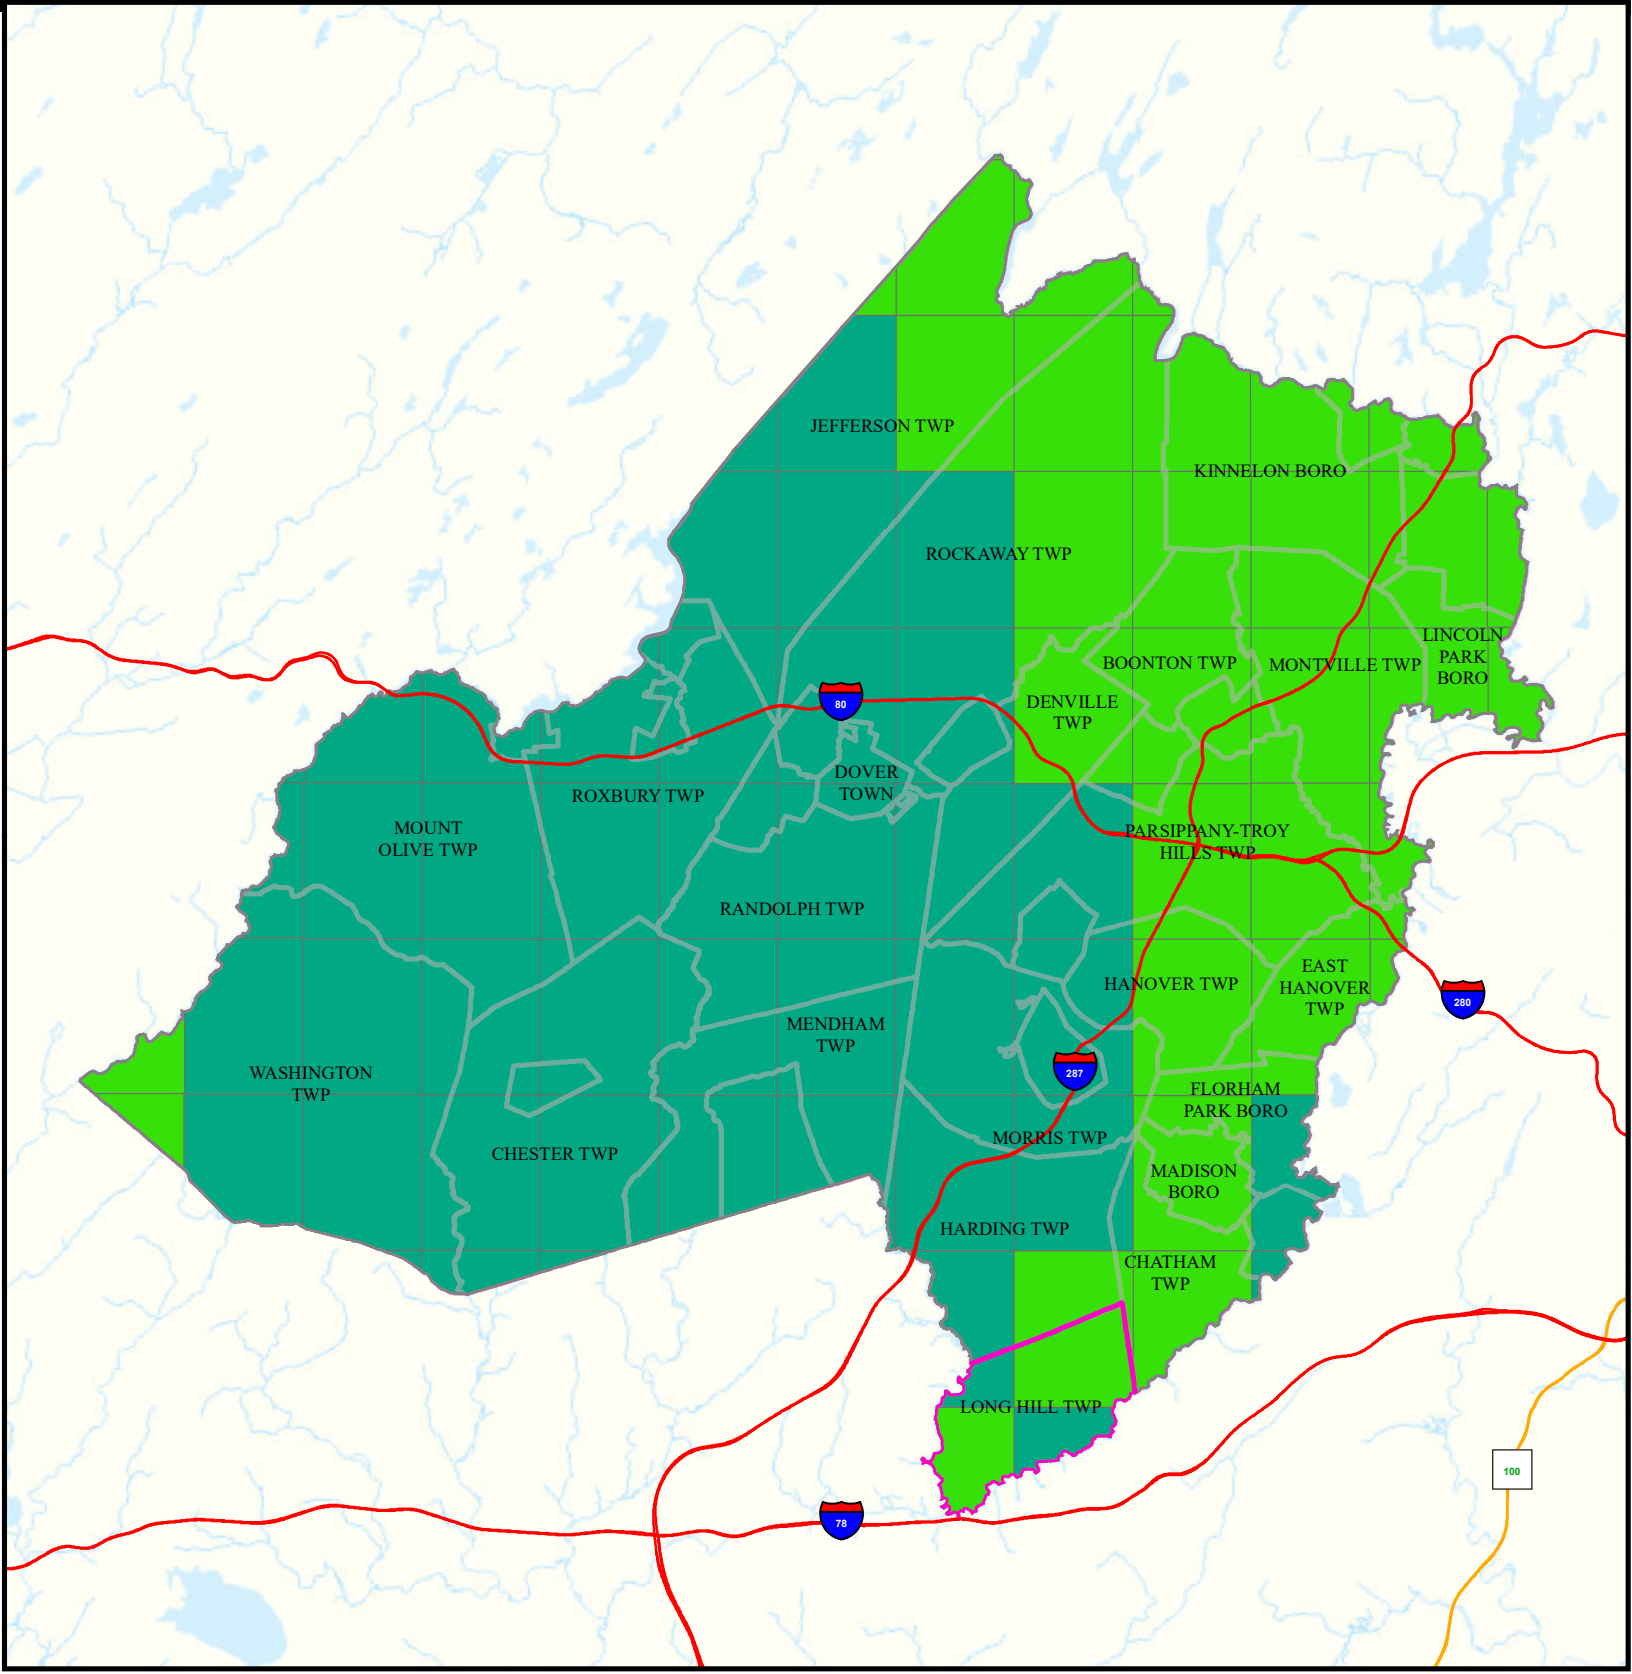 JEFFERSON TWP
KINNELON BORO
ROCKAWAY TWP
LINCOLN
PARK
BORO
BOONTON TWP
MONTVILLE TWP
DENVILLE
TWP
80
DOVER
TOWN
ROXBURY TWP
MOUNT
OLIVE TWP
PARSIPPANY-TROY
HILLS TWP
RANDOLPH TWP
HANOVER TWP
EAST
HANOVER
TWP
280
MENDHAM
TWP
WASHINGTON
TWP
287
FLORHAM
PARK BORO
MORRIS TWP
CHESTER TWP
MADISON
BORO
HARDING TWP
CHATHAM
TWP
LONG HILL TWP
100
78